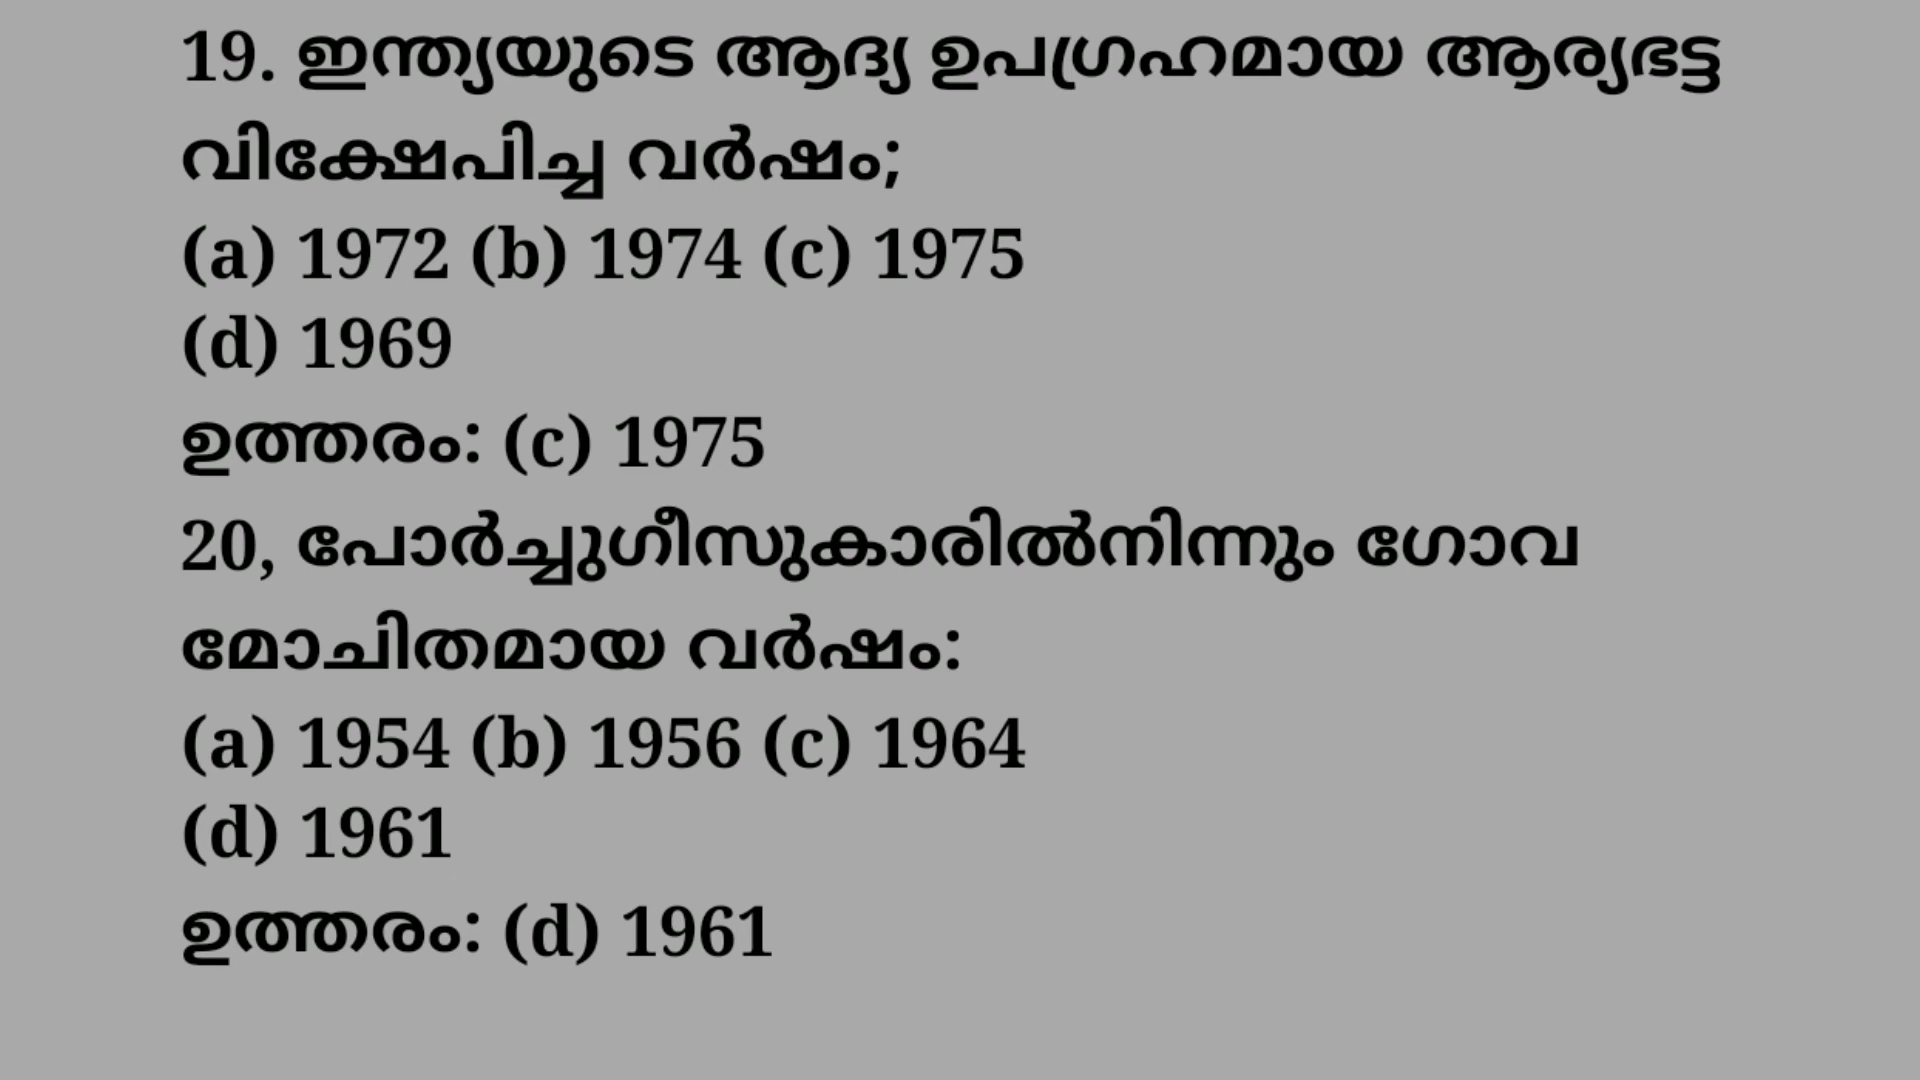 19. ഇന്ത്യയുടെ ആദ്യ ഉപഗ്രഹമായ ആര്യഭട്ട
വിക്ഷേപിച്ച വർഷം;
(a) 1972 (b) 1974 (c) 1975
(d) 1969
ഉത്തരം: (c) 1975
20, പോർച്ചുഗീസുകാരിൽനിന്നും ഗോവ
മോചിതമായ വർഷം:
(a) 1954 (b) 1956 (c) 1964
(d) 1961
ഉത്തരം: (d) 1961